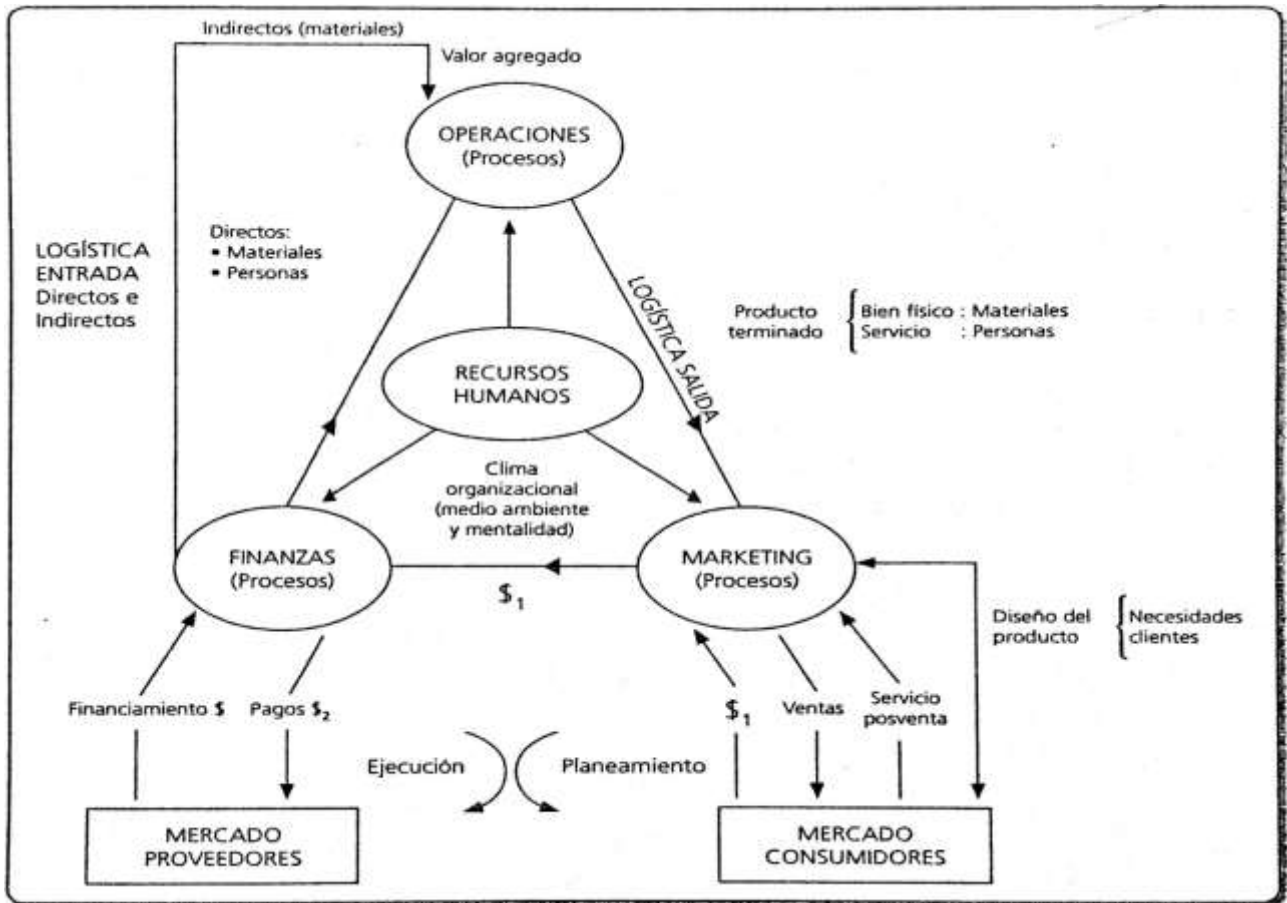 Indirectos (materiales)
Valor agregado
OPERACIONES
(Procesos)
LOGÍSTICA
ENTRADA
Directos e
Indirectos
Directos:
• Materiales
• Personas
LOGÍSTICA SALIDA
Producto
terminado
Bien físico : Materiales
Servicio : Personas
RECURSOS
HUMANOS
Clima
organizacional
(medio ambiente
y mentalidad)
FINANZAS
(Procesos)
$₁
MARKETING
(Procesos)
Diseño del
producto
Necesidades
clientes
Financiamiento $
Pagos $₂
$₁
Ventas
Servicio
posventa
Ejecución
Planeamiento
MERCADO
PROVEEDORES
MERCADO
CONSUMIDORES